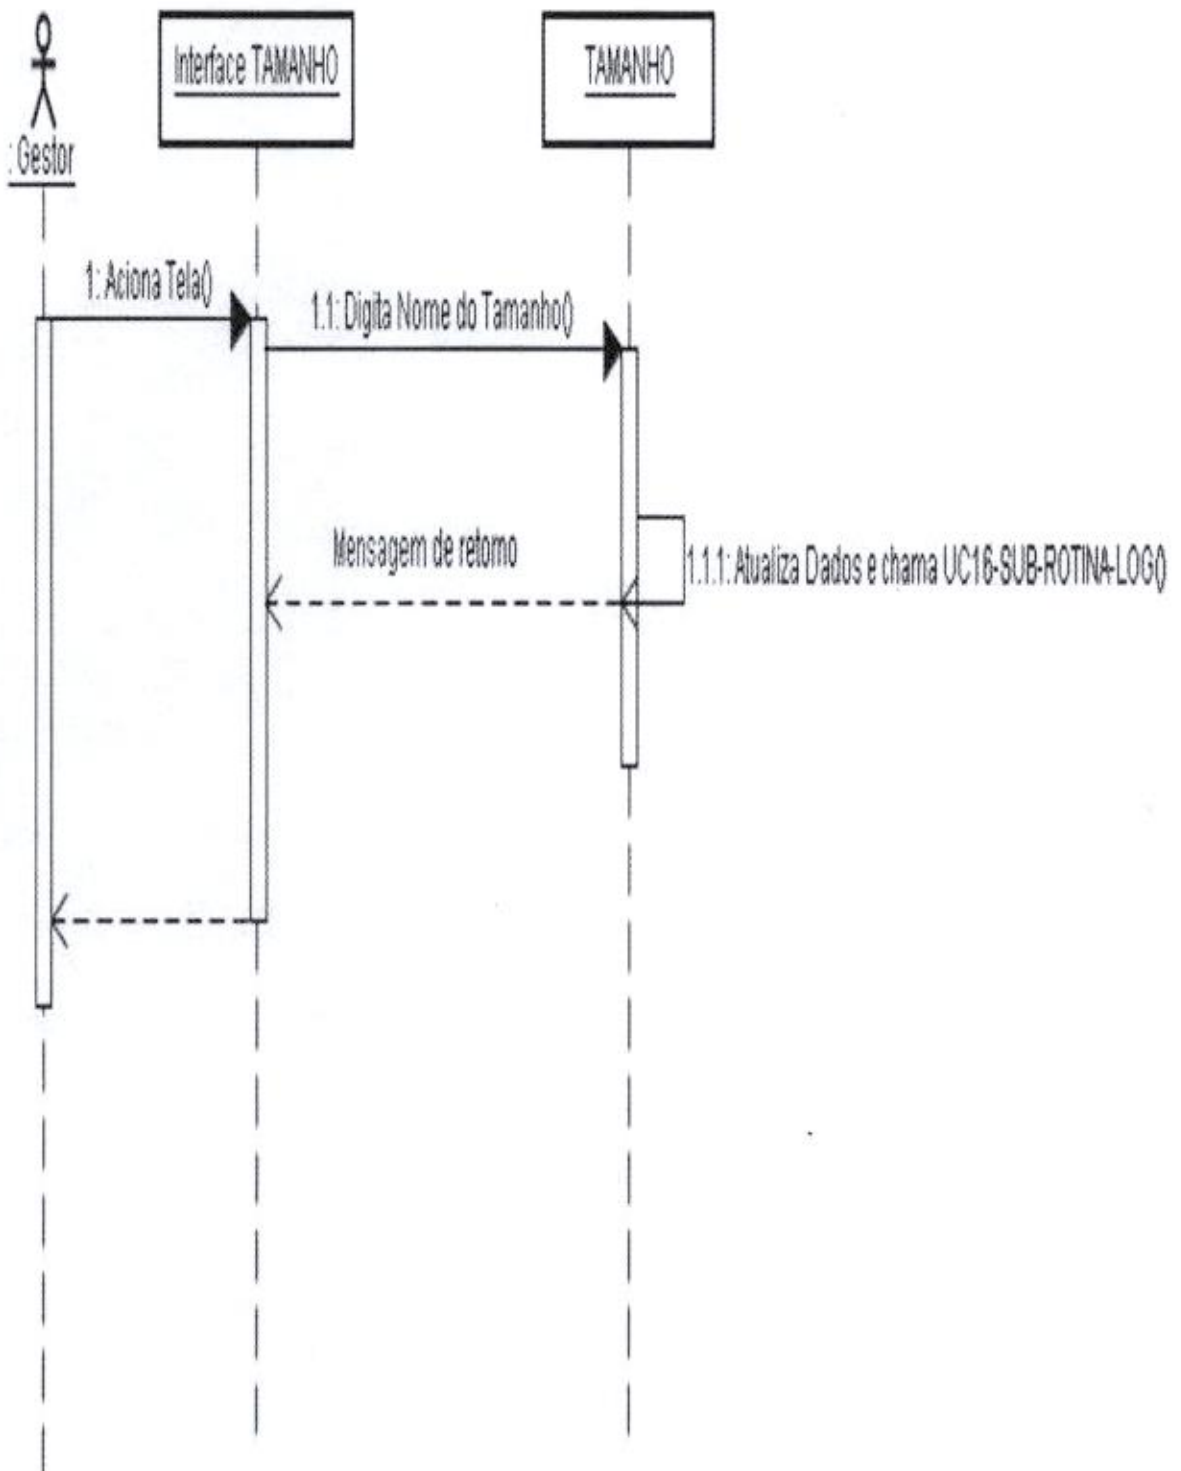 Interface TAMANHO
TAMANHO
: Gestor
1: Aciona Tela()
1.1: Digita Nome do Tamanho()
Mensagem de retorno
1.1.1: Atualiza Dados e chama UC16-SUB-ROTINA-LOG()